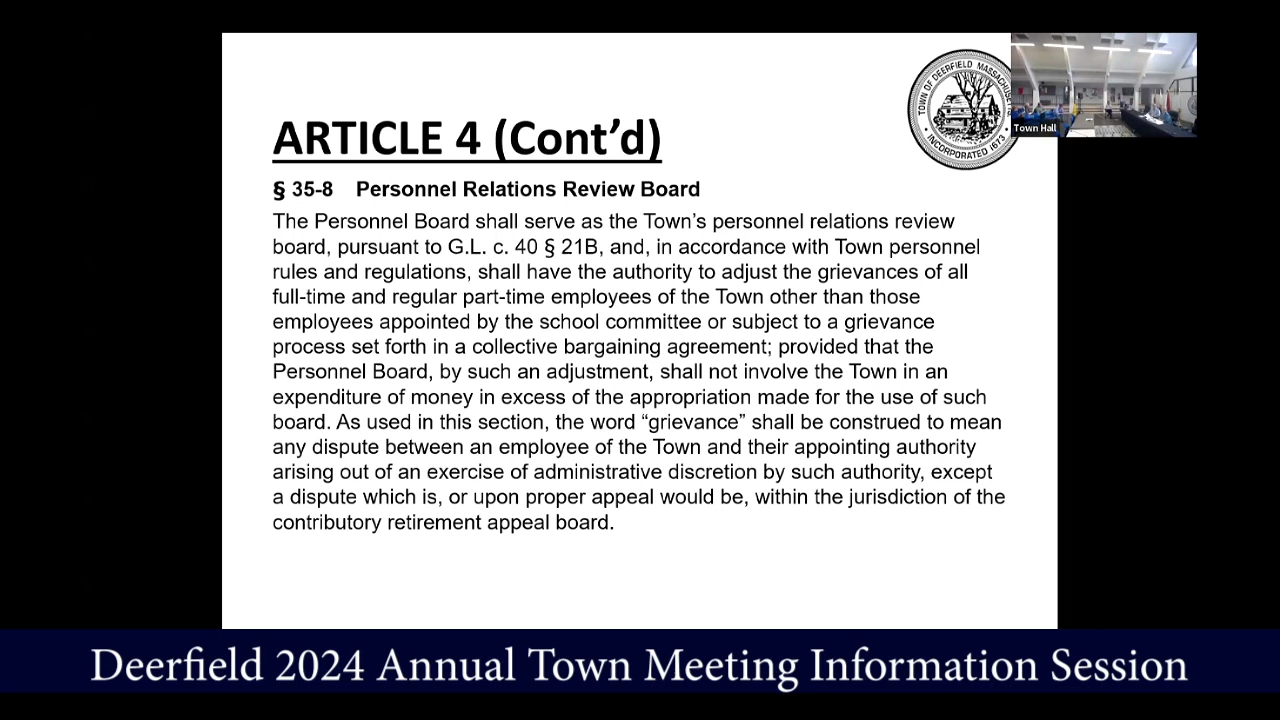 TOWN OF DEERFIELD MASSACHUSE
INCORPORATED 1673
Town Hall
ARTICLE 4 (Cont’d)
§ 35-8 Personnel Relations Review Board
The Personnel Board shall serve as the Town’s personnel relations review
board, pursuant to G.L. c. 40 § 21B, and, in accordance with Town personnel
rules and regulations, shall have the authority to adjust the grievances of all
full-time and regular part-time employees of the Town other than those
employees appointed by the school committee or subject to a grievance
process set forth in a collective bargaining agreement; provided that the
Personnel Board, by such an adjustment, shall not involve the Town in an
expenditure of money in excess of the appropriation made for the use of such
board. As used in this section, the word “grievance” shall be construed to mean
any dispute between an employee of the Town and their appointing authority
arising out of an exercise of administrative discretion by such authority, except
a dispute which is, or upon proper appeal would be, within the jurisdiction of the
contributory retirement appeal board.
Deerfield 2024 Annual Town Meeting Information Session